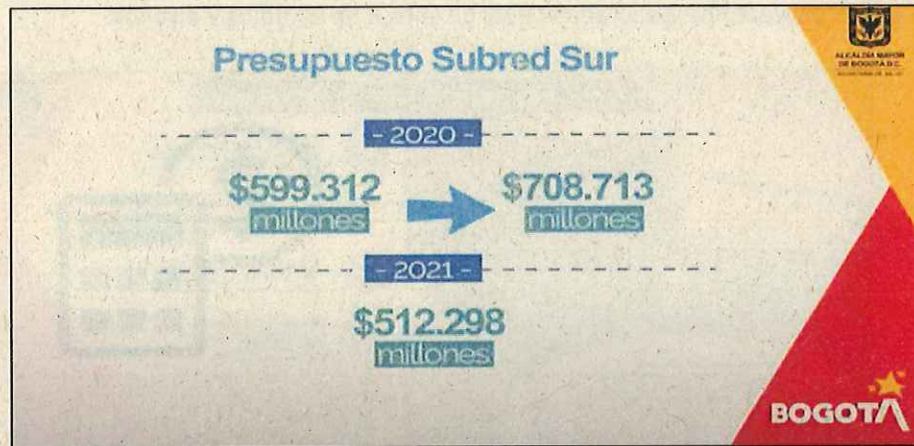 ALCALDÍA MAYOR
DE BOGOTÁ D.C.
Presupuesto Subred Sur
- 2020 -
$599.312
millones
$708.713
millones
- 2021 -
$512.298
millones
BOGOTÁ